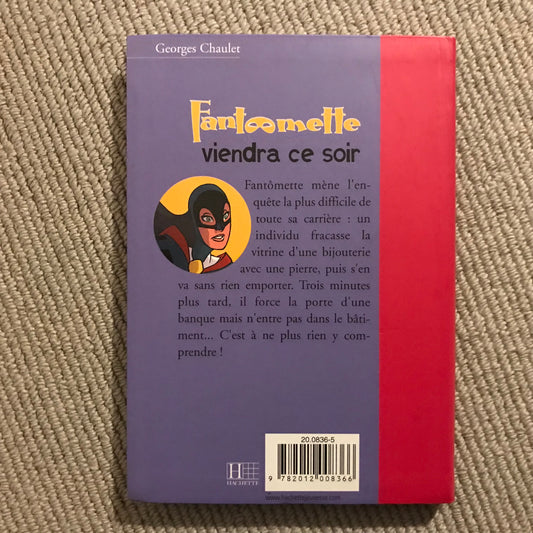 Georges Chaulet
Fantomette
viendra ce soir
Fantômette mène l'en-
quête la plus difficile de
toute sa carrière : un
individu fracasse la
vitrine d'une bijouterie
avec une pierre, puis s'en
va sans rien emporter. Trois minutes
plus tard, il force la porte d'une
banque mais n'entre pas dans le bâti-
ment... C'est à ne plus rien y com-
prendre !
20.0836-5
9 782012 008366
H
HACHETTE
www.hachettejeunesse.com